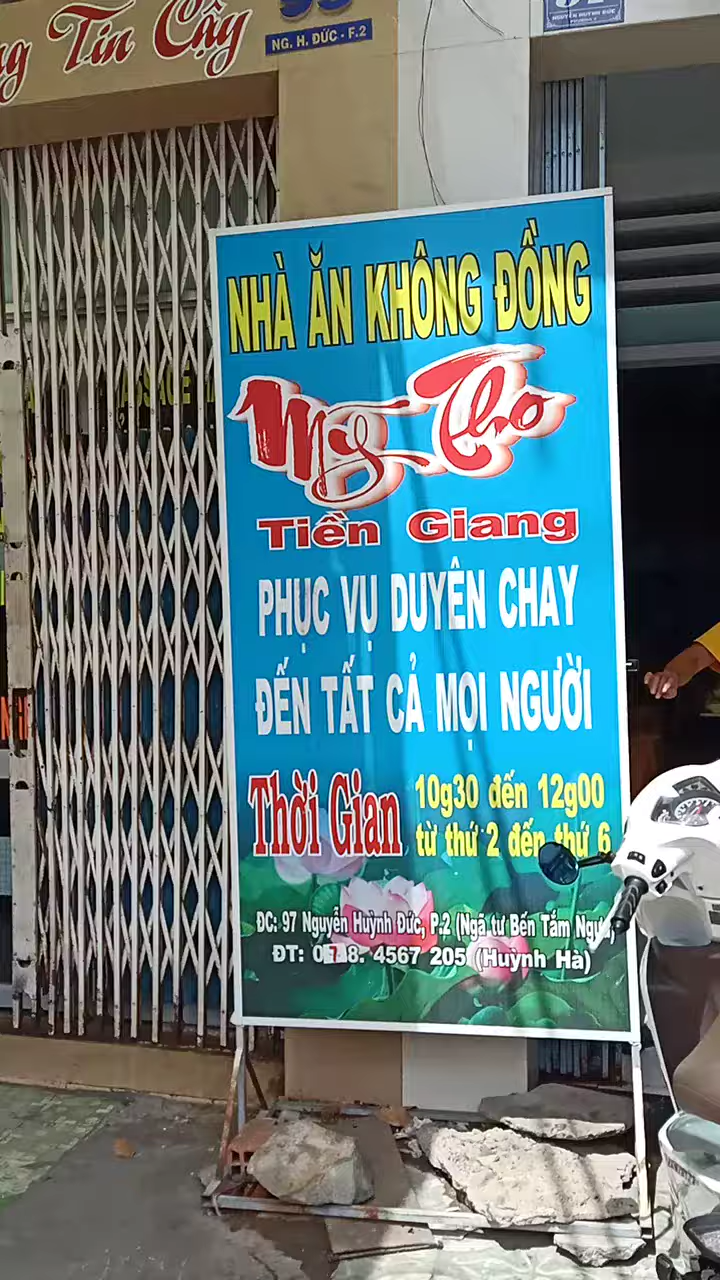 Tín Cậy
NG. H. ĐỨC - F.2
NHÀ ĂN KHÔNG ĐỒNG
Mỹ Tho
Tiền Giang
PHỤC VỤ DUYÊN CHAY
ĐẾN TẤT CẢ MỌI NGƯỜI
Thời Gian
10g30 đến 12g00
từ thứ 2 đến thứ 6
ĐC: 97 Nguyễn Huỳnh Đức, P.2 (Ngã tư Bến Tắm Ngựa)
ĐT: 078. 4567 205 (Huỳnh Hà)